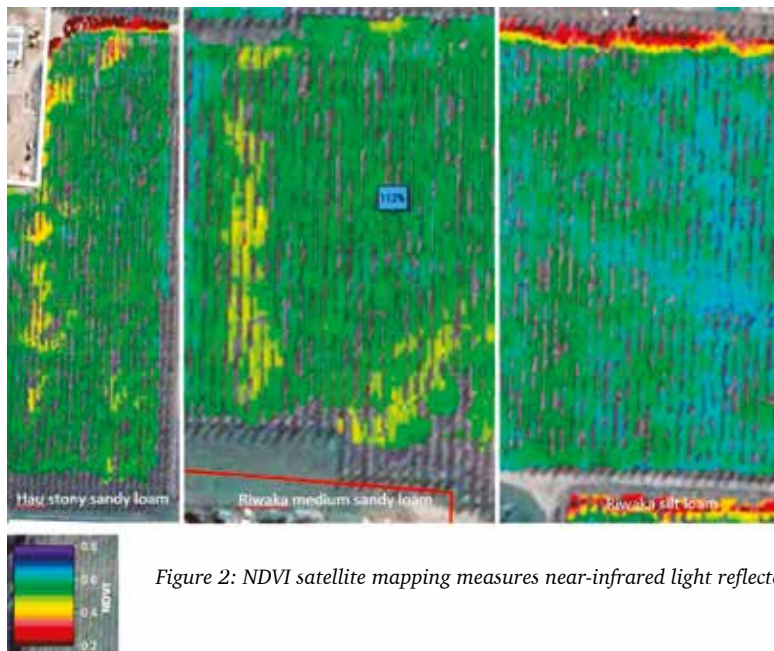 113%
Hau stony sandy loam
Riwaka medium sandy loam
Riwaka silt loam
0.8
0.6
0.4
0.2
NDVI
Figure 2: NDVI satellite mapping measures near-infrared light reflecte